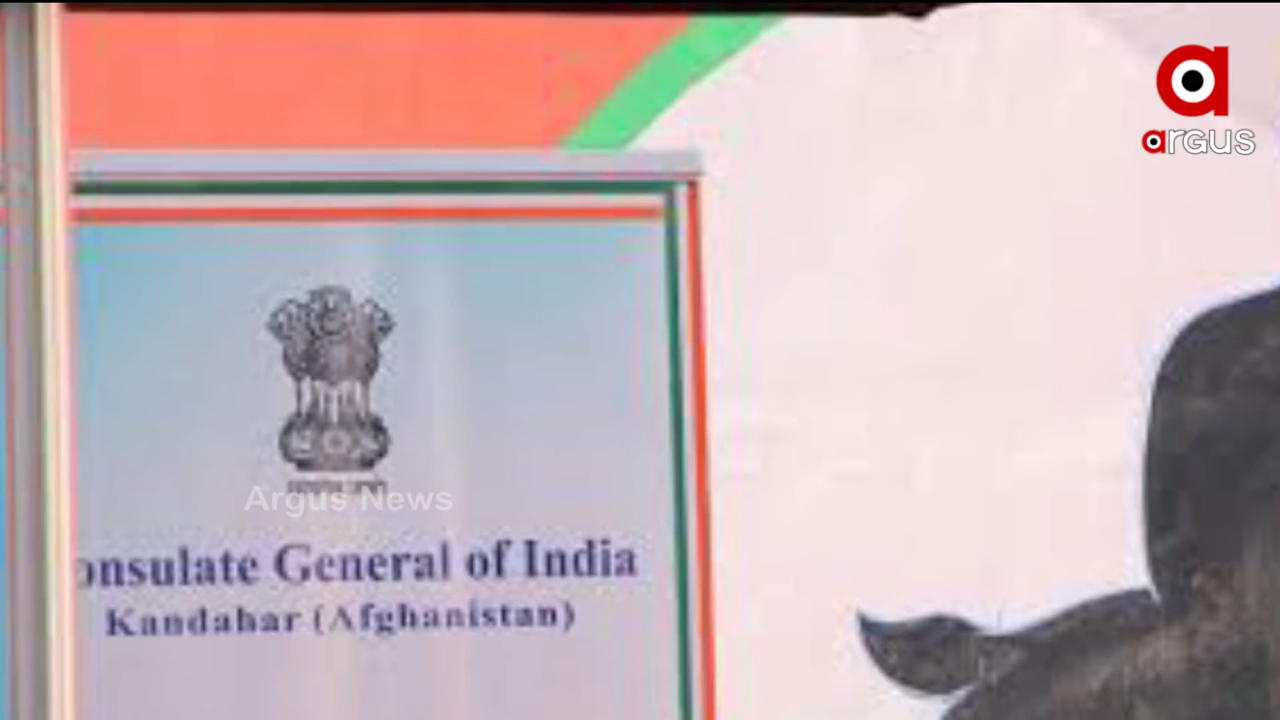 argus
Argus News
onsulate General of India
Kandahar (Afghanistan)